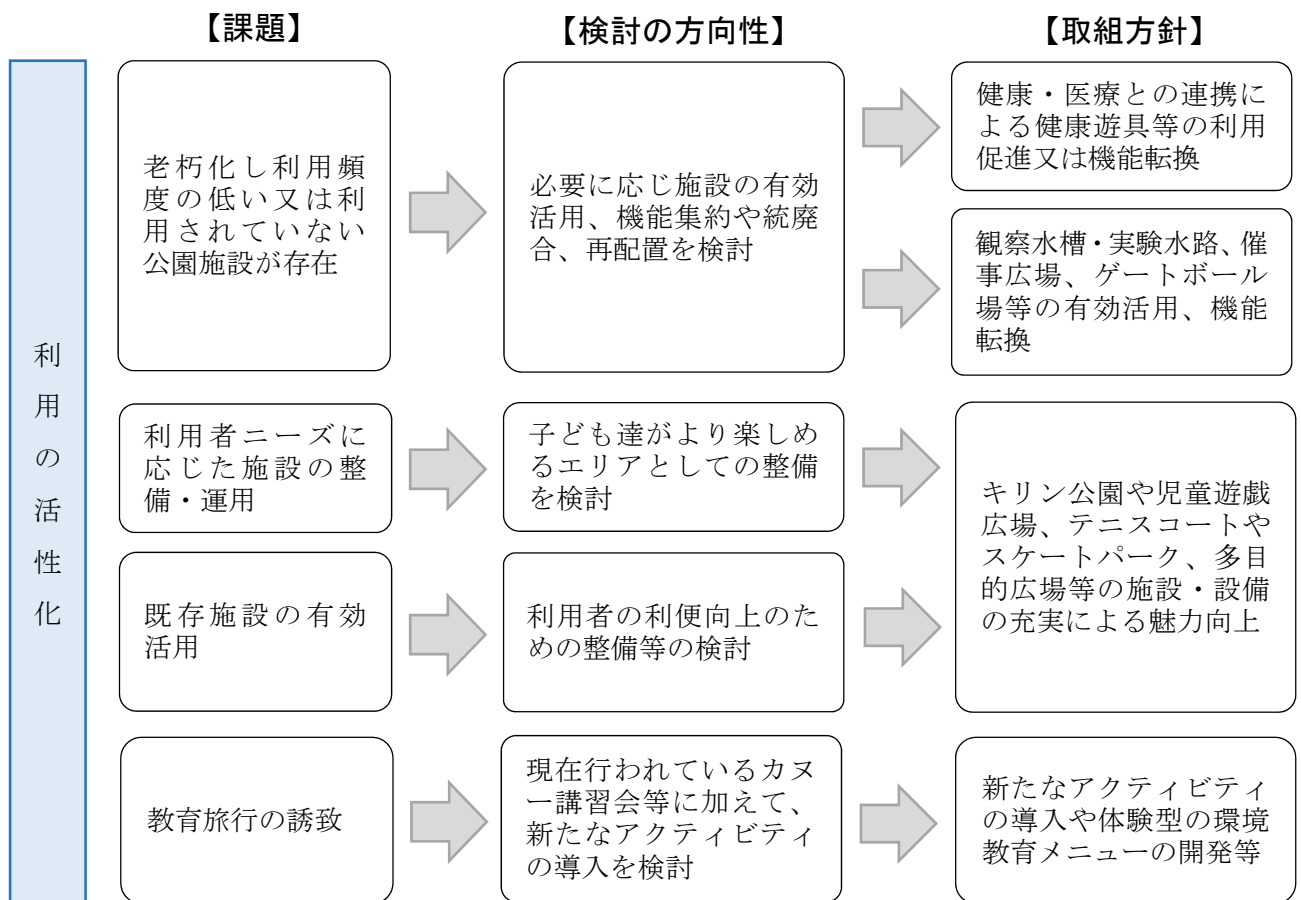 【課題】
【検討の方向性】
【取組方針】
利用の活性化
老朽化し利用頻
度の低い又は利
用されていない
公園施設が存在
必要に応じ施設の有効
活用、機能集約や統廃
合、再配置を検討
健康・医療との連携に
よる健康遊具等の利用
促進又は機能転換
観察水槽・実験水路、催
事広場、ゲートボール
場等の有効活用、機能
転換
利用者ニーズに
応じた施設の整
備・運用
子ども達がより楽しめ
るエリアとしての整備
を検討
既存施設の有効
活用
利用者の利便向上のた
めの整備等の検討
キリン公園や児童遊戯
広場、テニスコートや
スケートパーク、多目
的広場等の施設・設備
の充実による魅力向上
教育旅行の誘致
現在行われているカヌ
ー講習会等に加えて、
新たなアクティビティ
の導入を検討
新たなアクティビティ
の導入や体験型の環境
教育メニューの開発等